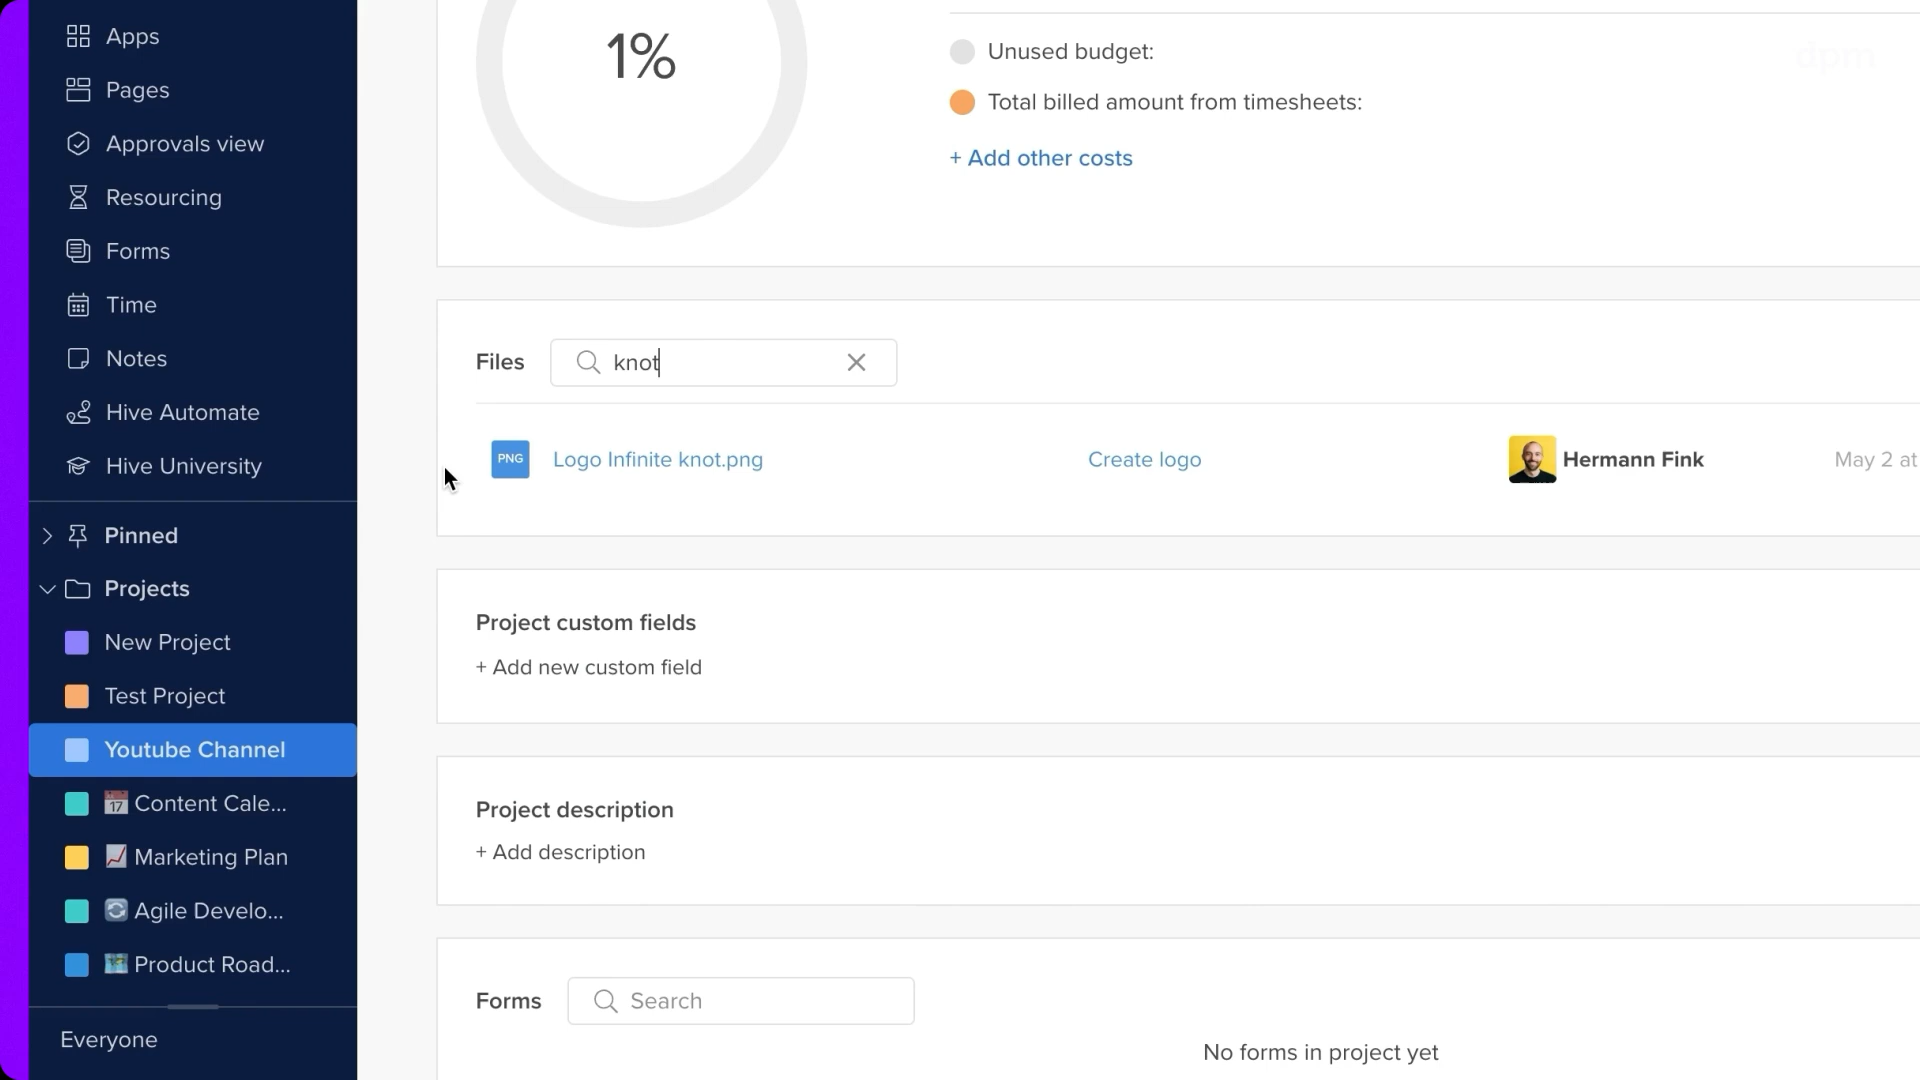 Apps
Pages
Approvals view
Resourcing
Forms
Time
Notes
Hive Automate
Hive University
Pinned
Projects
New Project
Test Project
Youtube Channel
17 Content Cale...
Marketing Plan
Agile Develo...
Product Road...
Everyone
1%
Unused budget:
Total billed amount from timesheets:
+ Add other costs
dpm
Files knot
PNG Logo Infinite knot.png Create logo Hermann Fink May 2 at
Project custom fields
+ Add new custom field
Project description
+ Add description
Forms Search
No forms in project yet